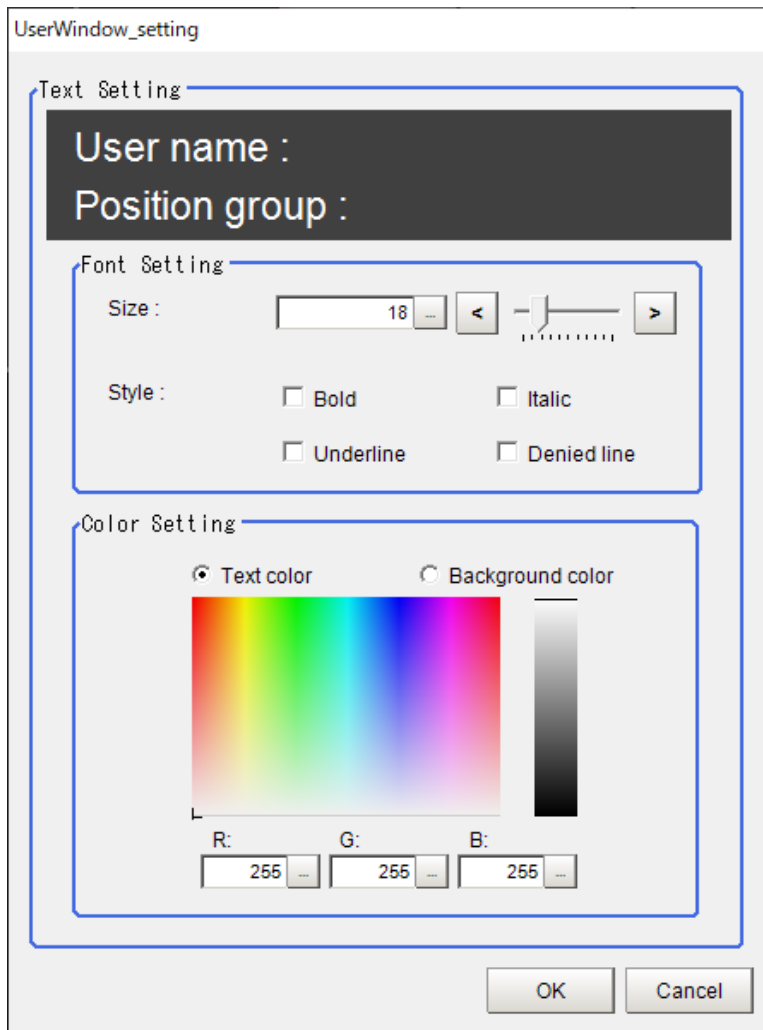 UserWindow_setting
Text Setting
User name :
Position group :
Font Setting
Size : 18 ... < >
Style : Bold Italic
Underline Denied line
Color Setting
Text color Background color
R: G: B:
255 ... 255 ... 255 ...
OK Cancel